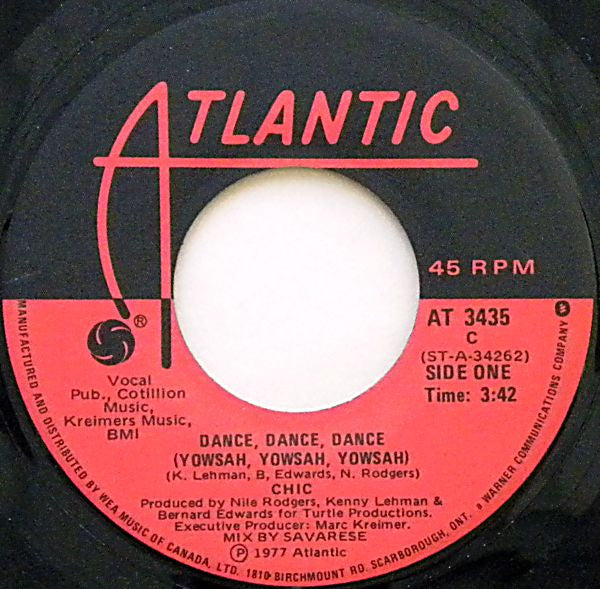 ATLANTIC
45 RPM
®
AT 3435
C
(ST-A-34262)
SIDE ONE
Time: 3:42
Vocal
Pub., Cotillion
Music,
Kreimers Music,
BMI
DANCE, DANCE, DANCE
(YOWSAH, YOWSAH, YOWSAH)
(K. Lehman, B, Edwards, N. Rodgers)
CHIC
Produced by Nile Rodgers, Kenny Lehman &
Bernard Edwards for Turtle Productions.
Executive Producer: Marc Kreimer.
MIX BY SAVARESE
Ⓟ 1977 Atlantic
MANUFACTURED AND DISTRIBUTED BY WEA MUSIC OF CANADA, LTD. 1810 BIRCHMOUNT RD. SCARBOROUGH, ONT. a WARNER COMMUNICATIONS COMPANY